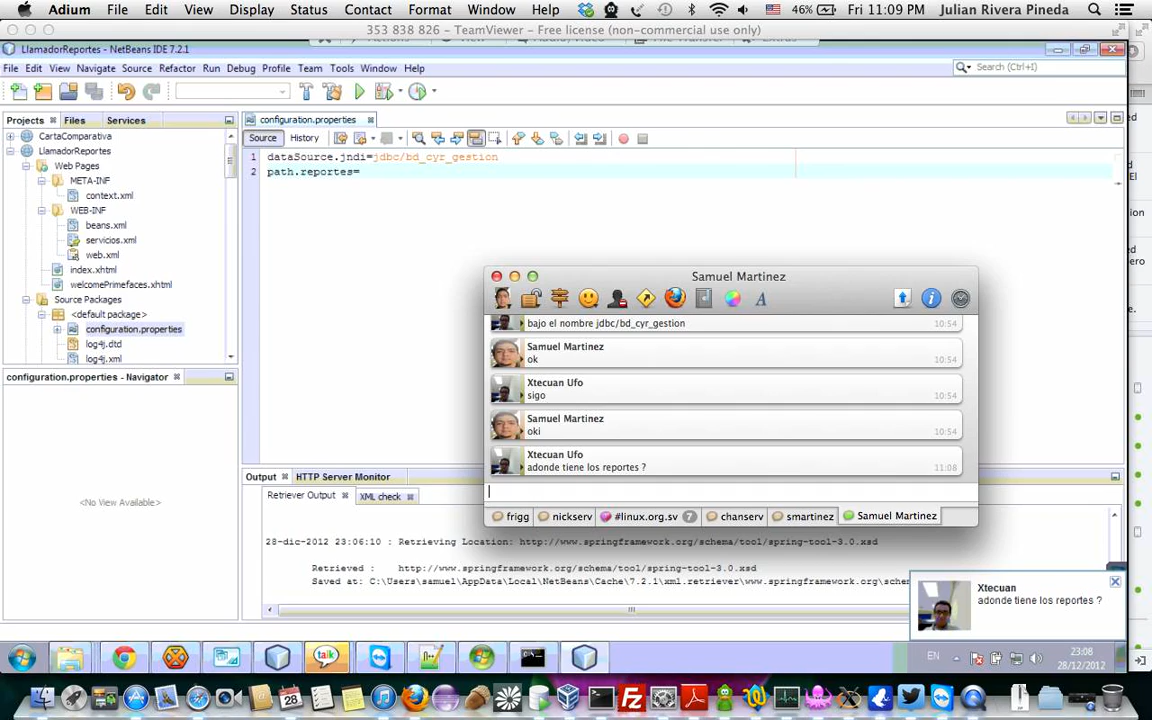 Adium File Edit View Display Status Contact Format Window Help 46% Fri 11:09 PM Julian Rivera Pineda
353 838 826 - TeamViewer - Free license (non-commercial use only)
LlamadorReportes - NetBeans IDE 7.2.1
File Edit View Navigate Source Refactor Run Debug Profile Team Tools Window Help
Search (Ctrl+I)
Projects Files Services
configuration.properties
CartaComparativa
Source History
LlamadorReportes
1 dataSource.jndi=jdbc/bd_cyr_gestion
Web Pages
2 path.reportes=
META-INF
context.xml
WEB-INF
beans.xml
servicios.xml
web.xml
index.xhtml
welcomePrimefaces.xhtml
Source Packages
<default package>
configuration.properties
log4j.dtd
log4j.xml
configuration.properties - Navigator
<No View Available>
Samuel Martinez
bajo el nombre jdbc/bd_cyr_gestion 10:54
Samuel Martinez
ok 10:54
Xtecuan Ufo
sigo 10:54
Samuel Martinez
oki 10:54
Xtecuan Ufo
adonde tiene los reportes ? 11:08
frigg nickserv #linux.org.sv 7 chanserv smartinez Samuel Martinez
Output HTTP Server Monitor
Retriever Output XML check
28-dic-2012 23:06:10 : Retrieving Location: http://www.springframework.org/schema/tool/spring-tool-3.0.xsd
Retrieved : http://www.springframework.org/schema/tool/spring-tool-3.0.xsd
Saved at: C:\Users\samuel\AppData\Local\NetBeans\Cache\7.2.1\xml.retriever\www.springframework.org\sche
Xtecuan
adonde tiene los reportes ?
talk
EN
23:08
28/12/2012